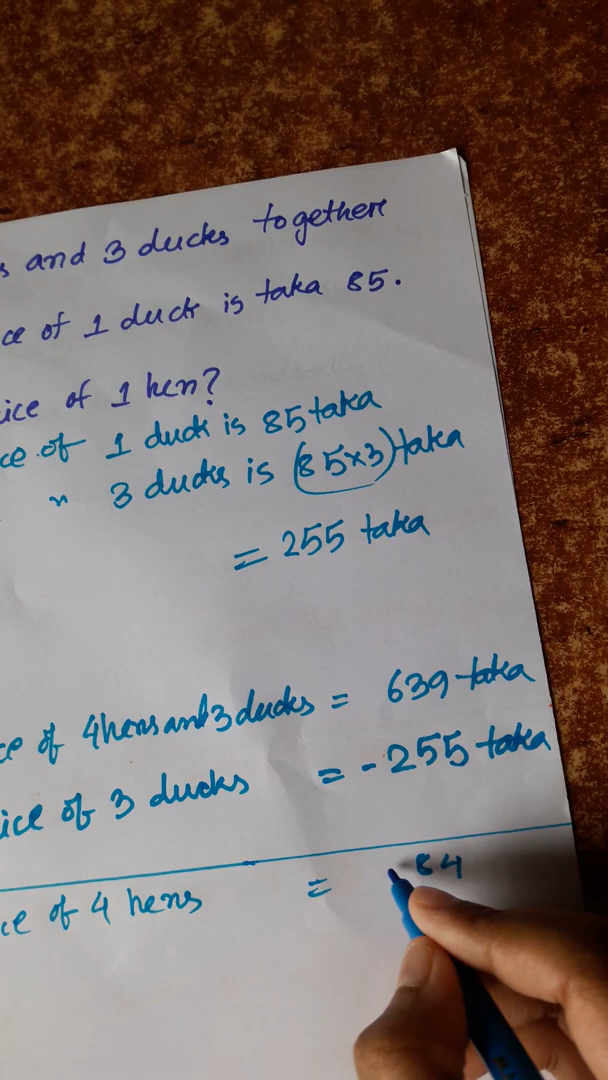 s and 3 ducks together
ce of 1 duck is taka 85.
ice of 1 hen?
ce of 1 duck is 85 taka
" 3 ducks is (85×3) taka
= 255 taka
ce of 4 hens and 3 ducks = 639 taka
ice of 3 ducks = - 255 taka
ce of 4 hens = 84